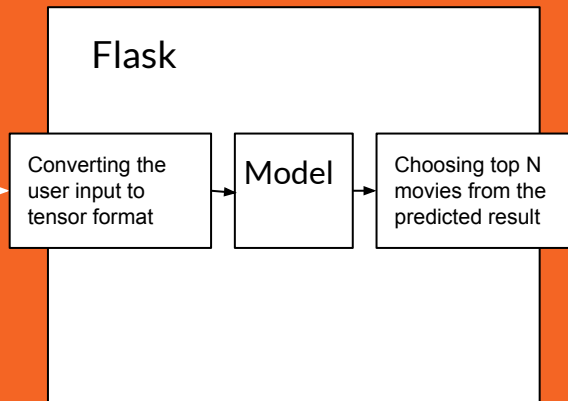 Flask
Converting the
user input to
tensor format
Model
Choosing top N
movies from the
predicted result